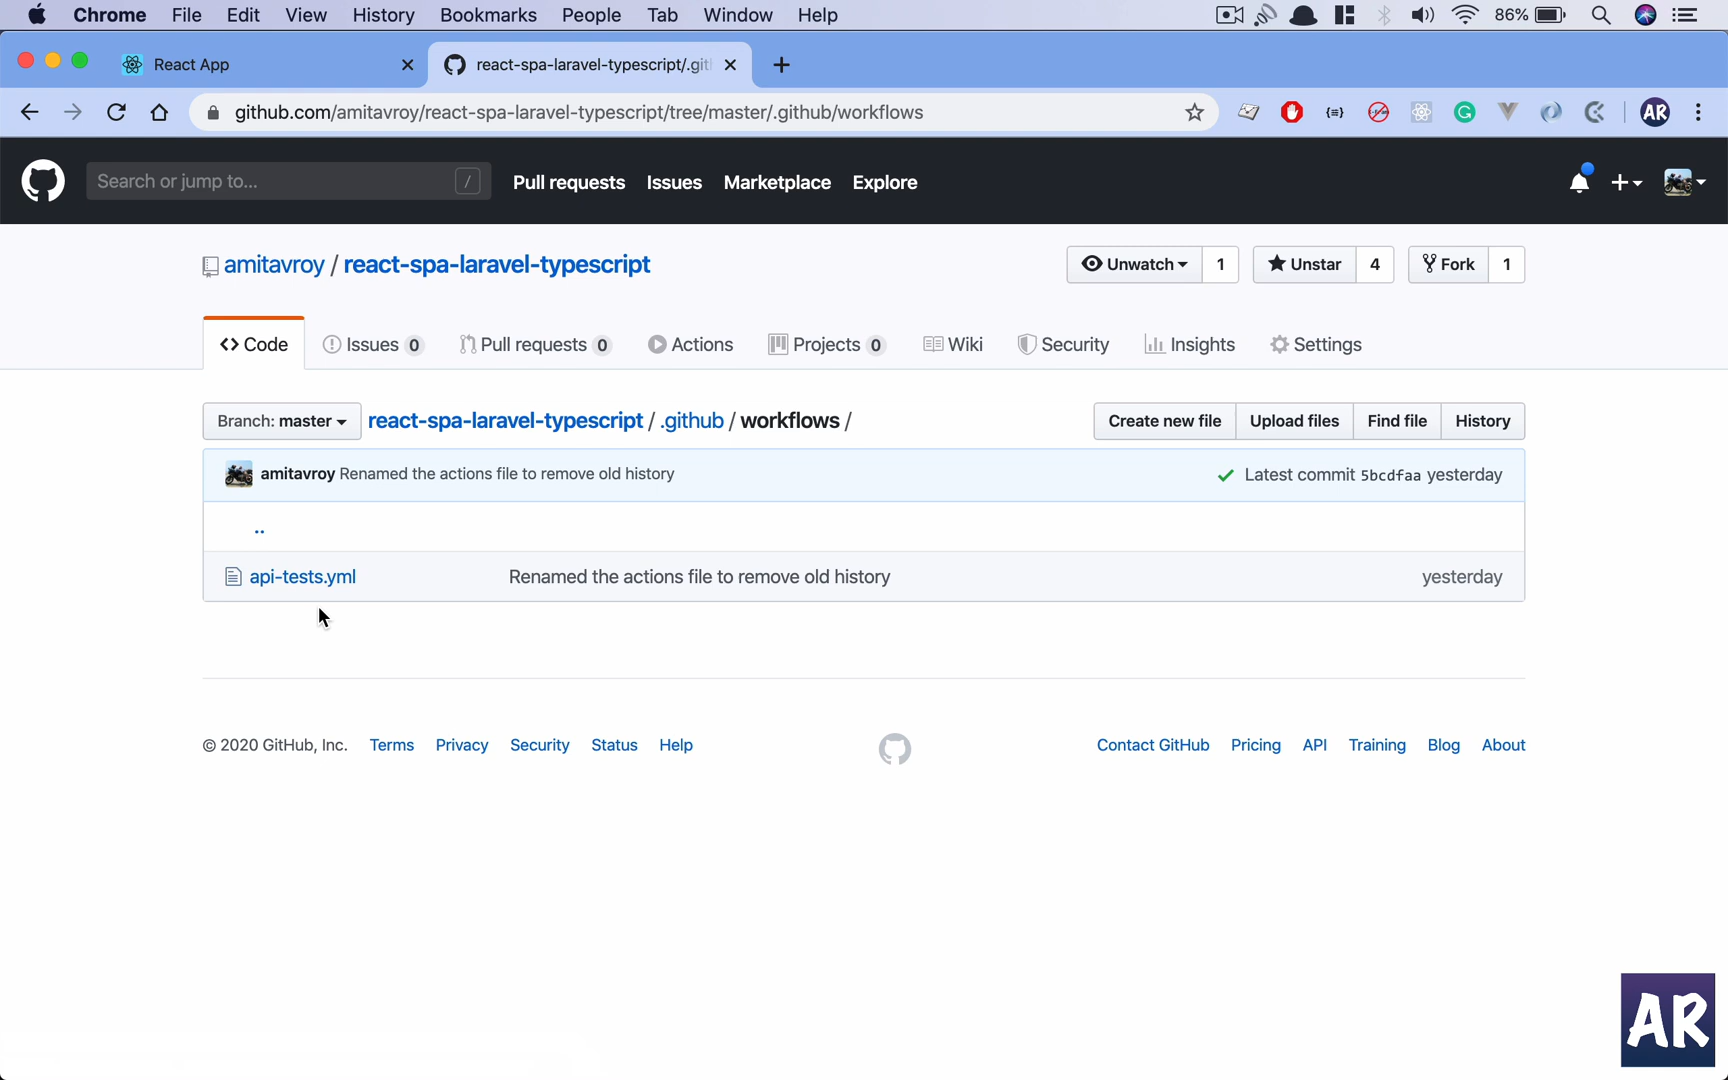 Chrome File Edit View History Bookmarks People Tab Window Help 86%
React App
react-spa-laravel-typescript/.git
github.com/amitavroy/react-spa-laravel-typescript/tree/master/.github/workflows
AR
Search or jump to... /
Pull requests Issues Marketplace Explore
amitavroy / react-spa-laravel-typescript
Unwatch 1 Unstar 4 Fork 1
Code Issues 0 Pull requests 0 Actions Projects 0 Wiki Security Insights Settings
Branch: master react-spa-laravel-typescript / .github / workflows /
Create new file Upload files Find file History
amitavroy Renamed the actions file to remove old history Latest commit 5bcdfaa yesterday
..
api-tests.yml Renamed the actions file to remove old history yesterday
© 2020 GitHub, Inc. Terms Privacy Security Status Help Contact GitHub Pricing API Training Blog About
AR